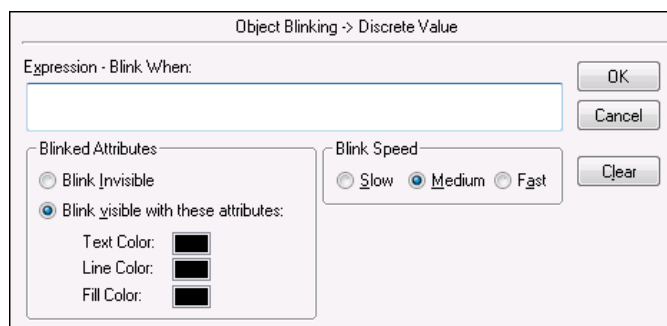 Object Blinking -> Discrete Value
Expression - Blink When:
OK
Cancel
Clear
Blinked Attributes
Blink Invisible
Blink visible with these attributes:
Text Color:
Line Color:
Fill Color:
Blink Speed
Slow Medium Fast